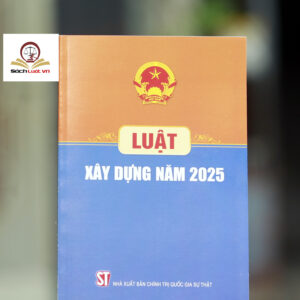 SáchLuật.vn
LUẬT
XÂY DỰNG NĂM 2025
ST NHÀ XUẤT BẢN CHÍNH TRỊ QUỐC GIA SỰ THẬT